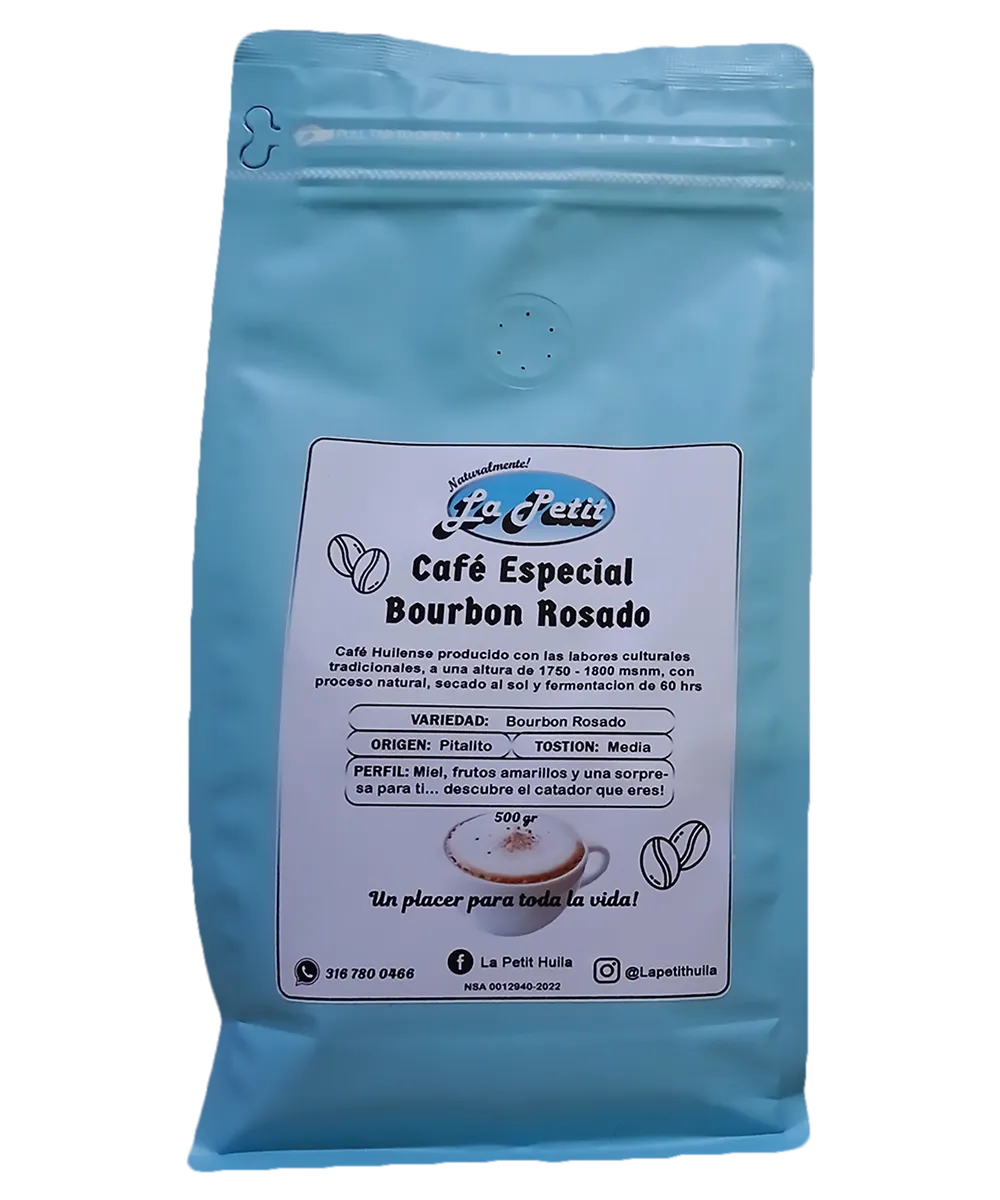 Naturalmente!
La Petit
Café Especial
Bourbon Rosado
Café Huilense producido con las labores culturales
tradicionales, a una altura de 1750 - 1800 msnm, con
proceso natural, secado al sol y fermentacion de 60 hrs
VARIEDAD: Bourbon Rosado
ORIGEN: Pitalito TOSTION: Media
PERFIL: Miel, frutos amarillos y una sorpre-
sa para ti... descubre el catador que eres!
500 gr
Un placer para toda la vida!
316 780 0466 La Petit Huila @Lapetithuila
NSA 0012940-2022